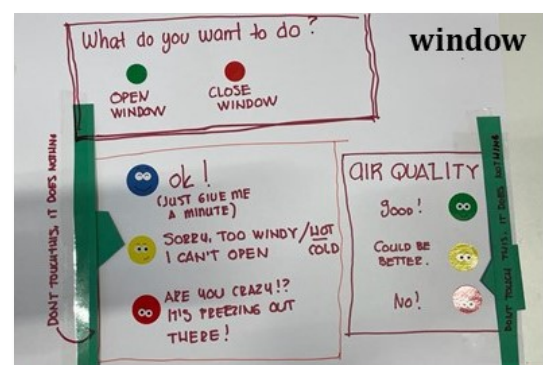 window
What do you want to do?
OPEN
WINDOW
CLOSE
WINDOW
DON'T TOUCH THIS, IT DOES NOTHING
OK!
(JUST GIVE ME
A MINUTE)
SORRY, TOO WINDY/HOT
I CAN'T OPEN COLD
ARE YOU CRAZY!?
IT'S FREEZING OUT
THERE!
AIR QUALITY
good!
COULD BE
BETTER.
No!
DON'T TOUCH THIS, IT DOES NOTHING